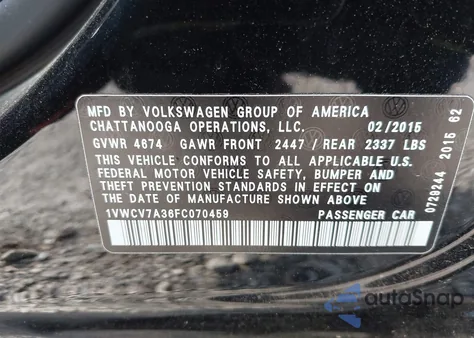 MFD BY VOLKSWAGEN GROUP OF AMERICA
CHATTANOOGA OPERATIONS, LLC. 02/2015
GVWR 4674 GAWR FRONT 2447 / REAR 2337 LBS
THIS VEHICLE CONFORMS TO ALL APPLICABLE U.S.
FEDERAL MOTOR VEHICLE SAFETY, BUMPER AND
THEFT PREVENTION STANDARDS IN EFFECT ON
THE DATE OF MANUFACTURE SHOWN ABOVE
1VWCV7A36FC070459 PASSENGER CAR
0729244 2015 62
autoSnap